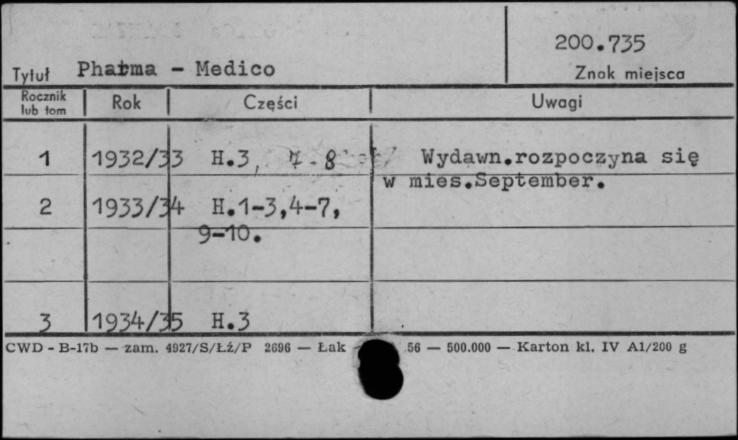 200.735
Tytuł Pharma - Medico
Znak miejsca
Rocznik lub tom Rok Części Uwagi
1 1932/33 H.3, 7-8 Wydawn.rozpoczyna się
w mies.September.
2 1933/34 H.1-3,4-7,
9-10.
3 1934/35 H.3
CWD - B-17b — zam. 4927/S/Łź/P 2696 — Łak 56 — 500.000 — Karton kl. IV A1/200 g